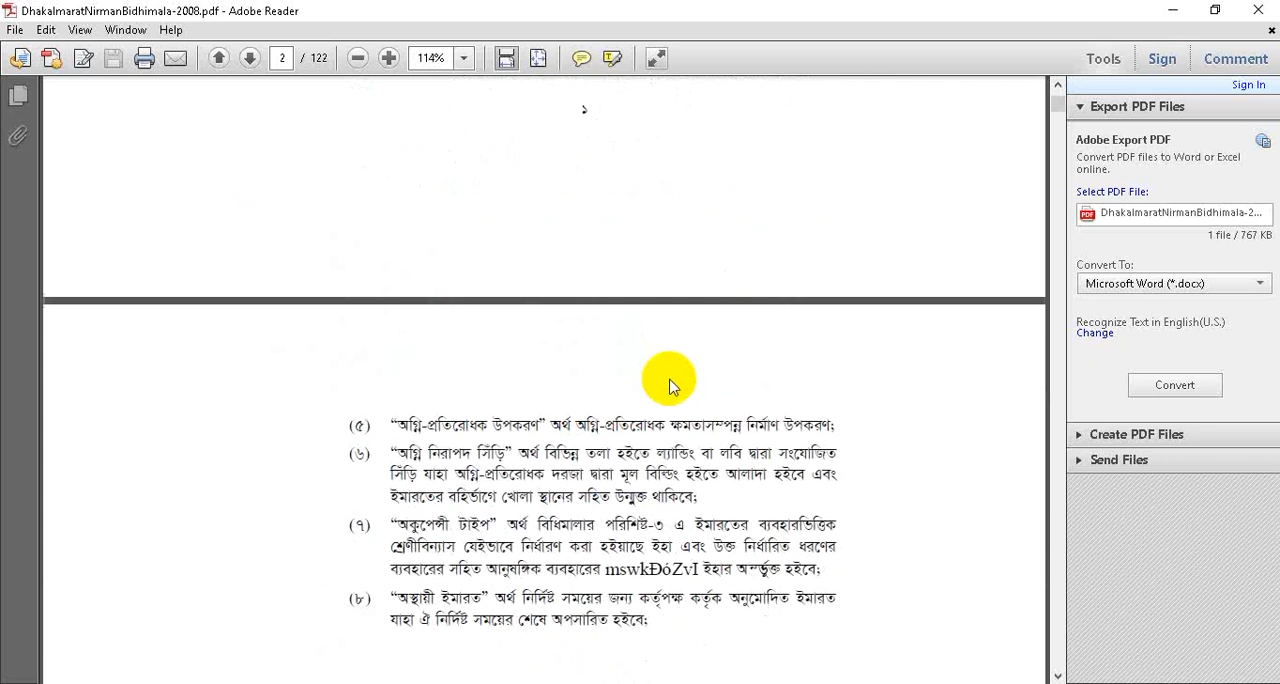 DhakaImaratNirmanBidhimala-2008.pdf - Adobe Reader
File Edit View Window Help
2 / 122 114% Tools Sign Comment
Sign In
Export PDF Files
Adobe Export PDF
Convert PDF files to Word or Excel
online.
Select PDF File:
DhakaImaratNirmanBidhimala-2...
1 file / 767 KB
Convert To:
Microsoft Word (*.docx)
Recognize Text in English(U.S.)
Change
Convert
Create PDF Files
Send Files
১
(৫) “অগ্নি-প্রতিরোধক উপকরণ” অর্থ অগ্নি-প্রতিরোধক ক্ষমতাসম্পন্ন নির্মাণ উপকরণ;
(৬) “অগ্নি নিরাপদ সিঁড়ি” অর্থ বিভিন্ন তলা হইতে ল্যান্ডিং বা লবি দ্বারা সংযোজিত
সিঁড়ি যাহা অগ্নি-প্রতিরোধক দরজা দ্বারা মূল বিল্ডিং হইতে আলাদা হইবে এবং
ইমারতের বহির্ভাগে খোলা স্থানের সহিত উন্মুক্ত থাকিবে;
(৭) “অকুপেন্সী টাইপ” অর্থ বিধিমালার পরিশিষ্ট-৩ এ ইমারতের ব্যবহারভিত্তিক
শ্রেণীবিন্যাস যেইভাবে নির্ধারণ করা হইয়াছে ইহা এবং উক্ত নির্ধারিত ধরণের
ব্যবহারের সহিত আনুষঙ্গিক ব্যবহারের mswkÐóZvI ইহার অর্ন্তভুক্ত হইবে;
(৮) “অস্থায়ী ইমারত” অর্থ নির্দিষ্ট সময়ের জন্য কর্তৃপক্ষ কর্তৃক অনুমোদিত ইমারত
যাহা ঐ নির্দিষ্ট সময়ের শেষে অপসারিত হইবে;